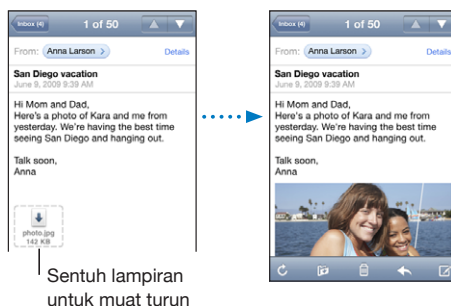 Inbox (4)
1 of 50
From: Anna Larson
Details
San Diego vacation
June 9, 2009 9:39 AM
Hi Mom and Dad,
Here's a photo of Kara and me from
yesterday. We're having the best time
seeing San Diego and hanging out.
Talk soon,
Anna
photo.jpg
142 KB
Sentuh lampiran
untuk muat turun
Inbox (4)
1 of 50
From: Anna Larson
Details
San Diego vacation
June 9, 2009 9:39 AM
Hi Mom and Dad,
Here's a photo of Kara and me from
yesterday. We're having the best time
seeing San Diego and hanging out.
Talk soon,
Anna